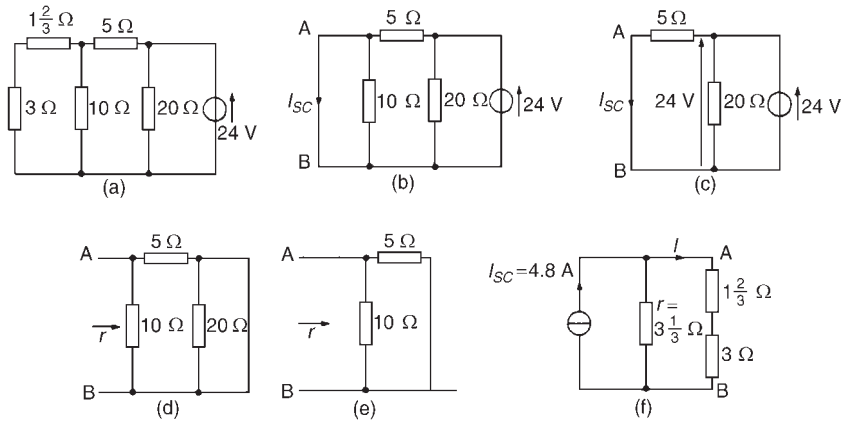 1 2/3 Ω
5 Ω
3 Ω
10 Ω
20 Ω
24 V
(a)
A
5 Ω
I_SC
10 Ω
20 Ω
24 V
B
(b)
A
5 Ω
I_SC
24 V
20 Ω
24 V
B
(c)
A
5 Ω
r
10 Ω
20 Ω
B
(d)
A
5 Ω
r
10 Ω
B
(e)
I
A
I_SC=4.8 A
r=
3 1/3 Ω
1 2/3 Ω
3 Ω
B
(f)